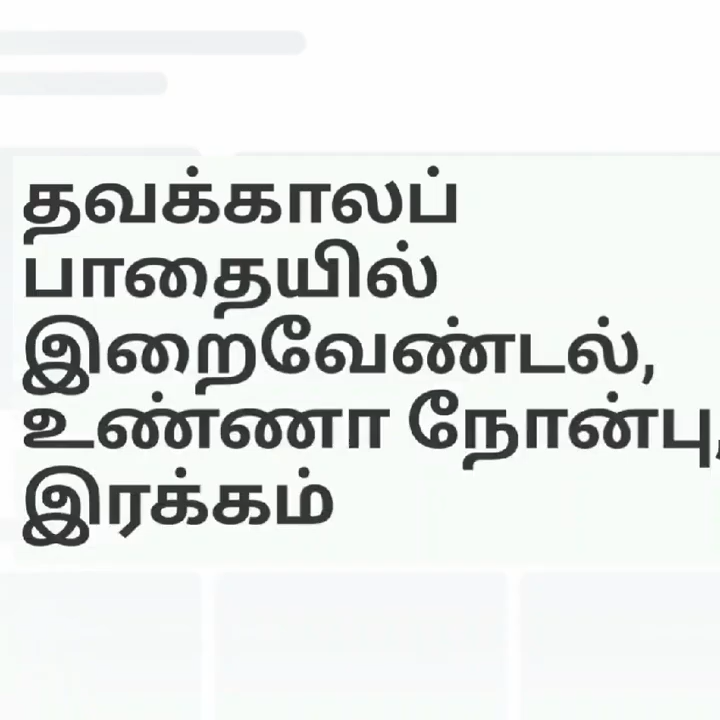 தவக்காலப்
பாதையில்
இறைவேண்டல்,
உண்ணா நோன்பு,
இரக்கம்